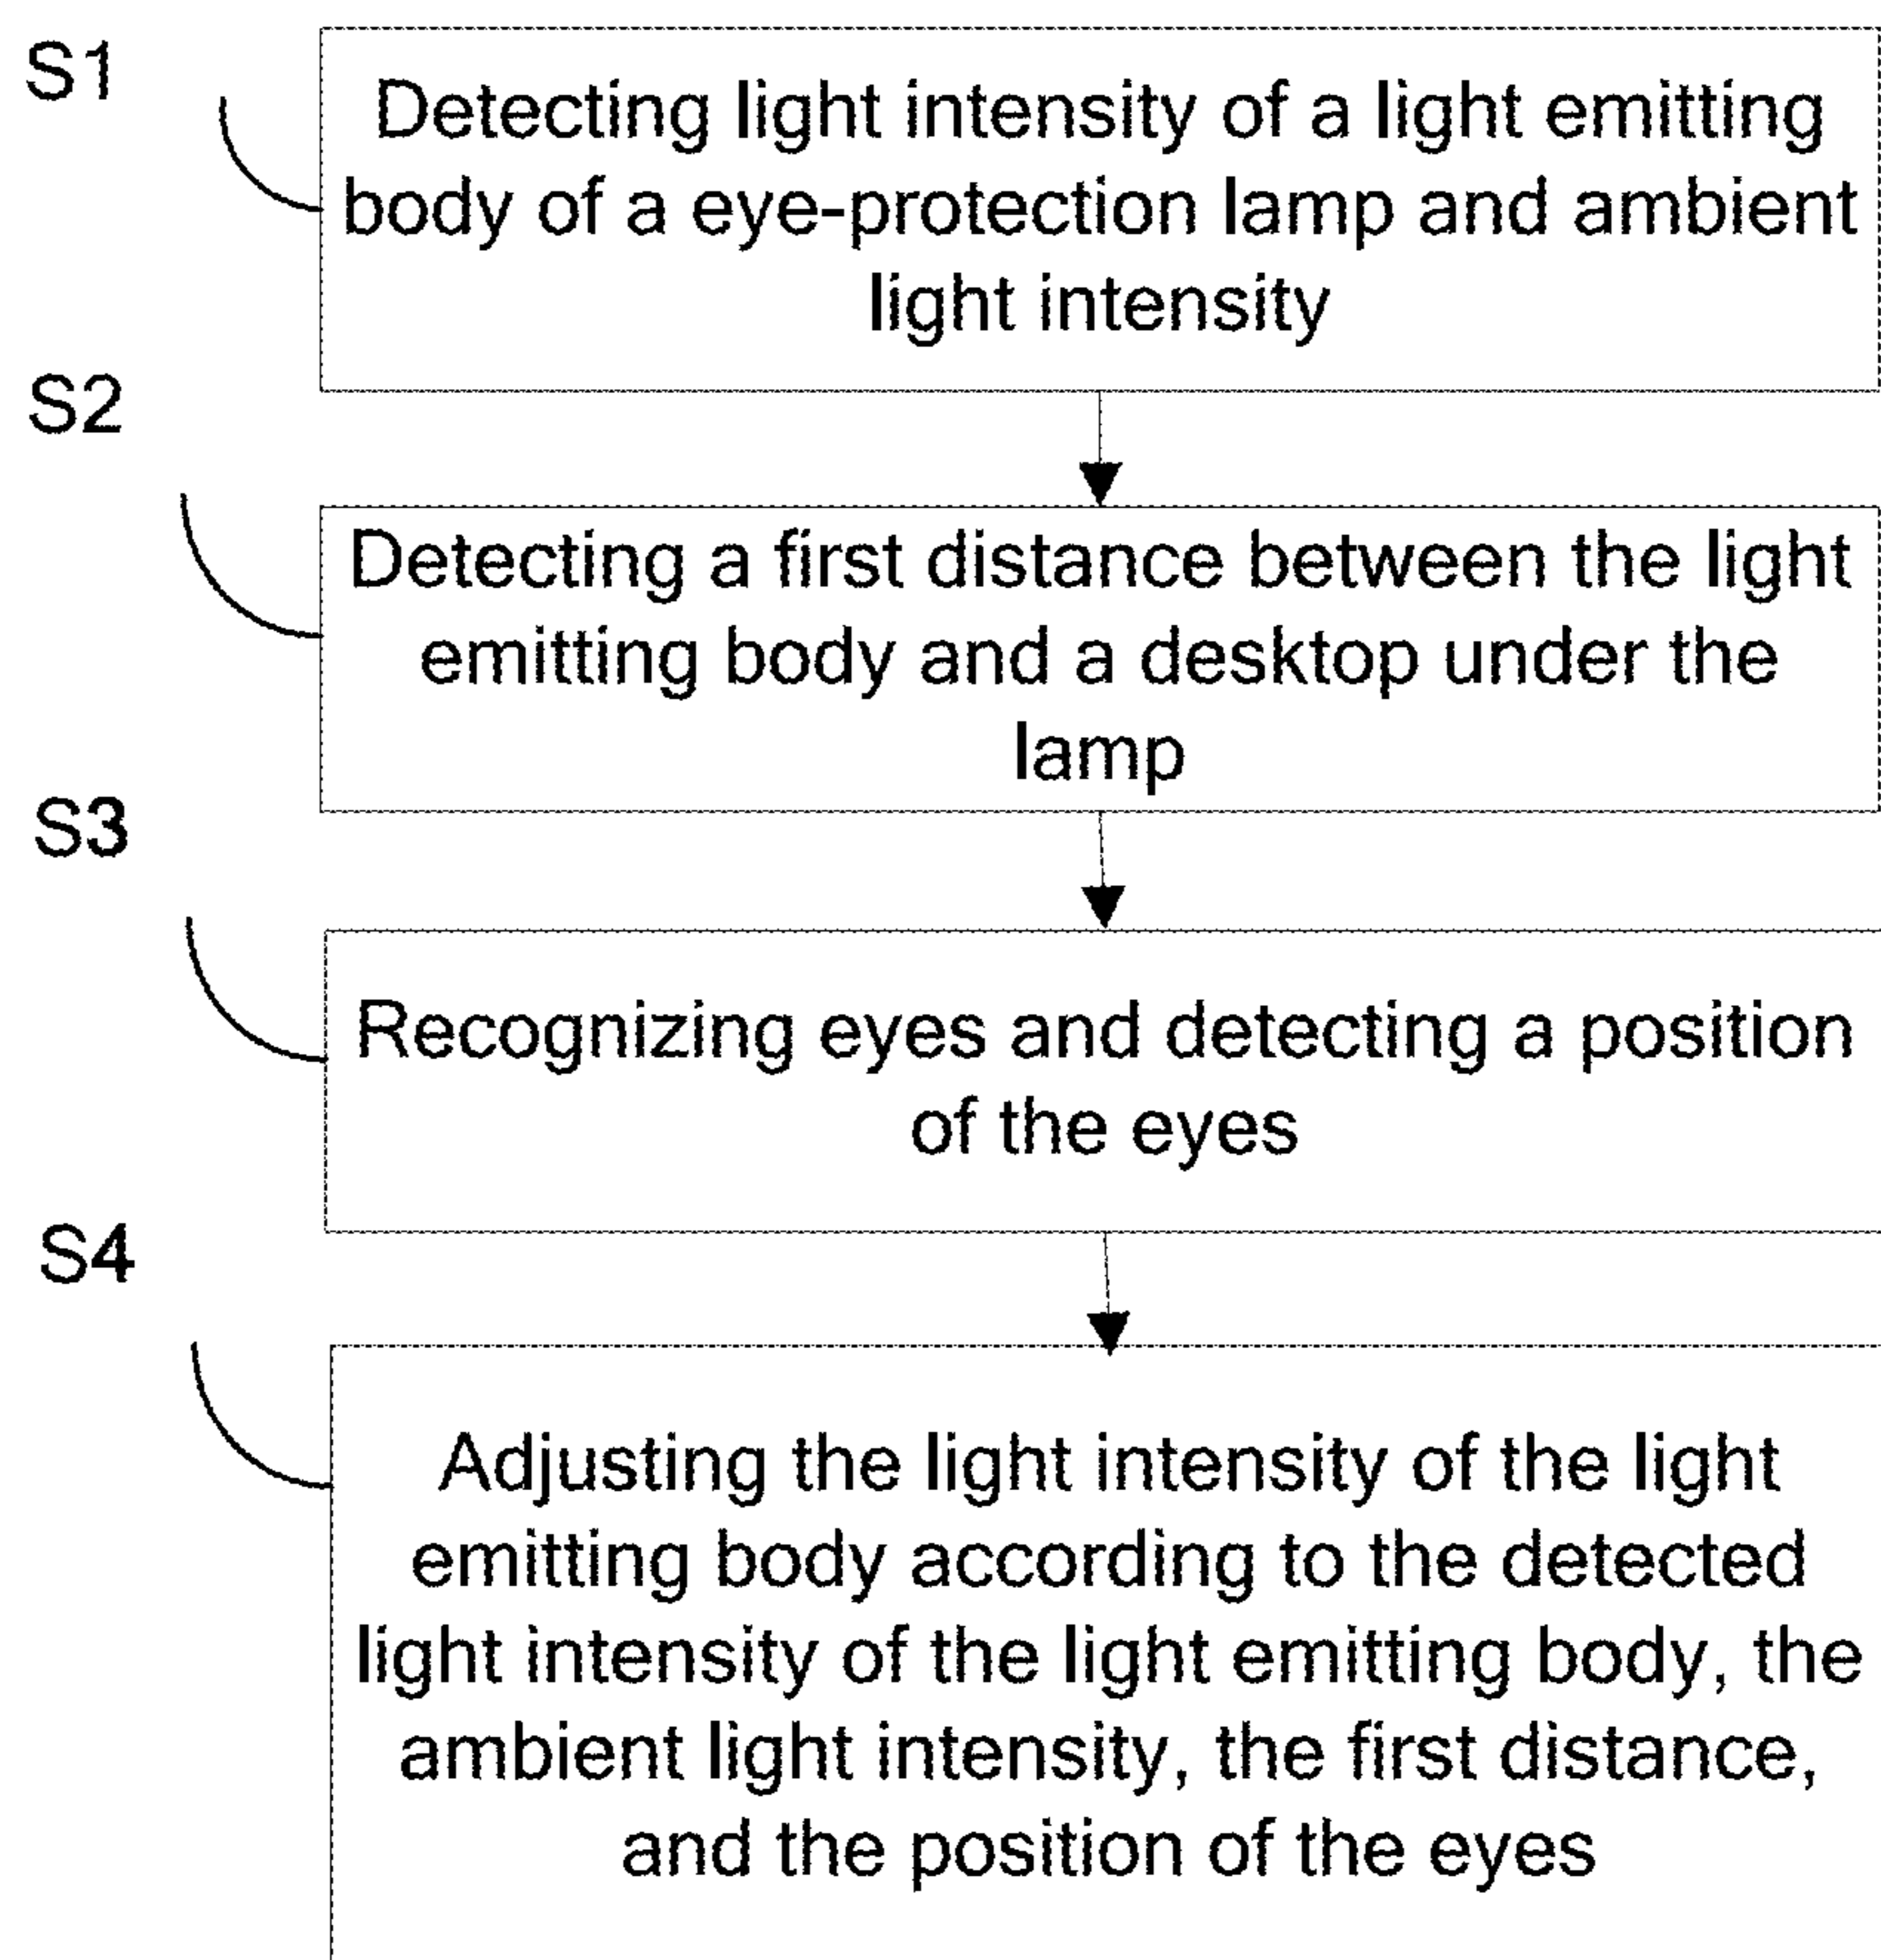 S1
Detecting light intensity of a light emitting
body of a eye-protection lamp and ambient
light intensity
S2
Detecting a first distance between the light
emitting body and a desktop under the
lamp
S3
Recognizing eyes and detecting a position
of the eyes
S4
Adjusting the light intensity of the light
emitting body according to the detected
light intensity of the light emitting body, the
ambient light intensity, the first distance,
and the position of the eyes